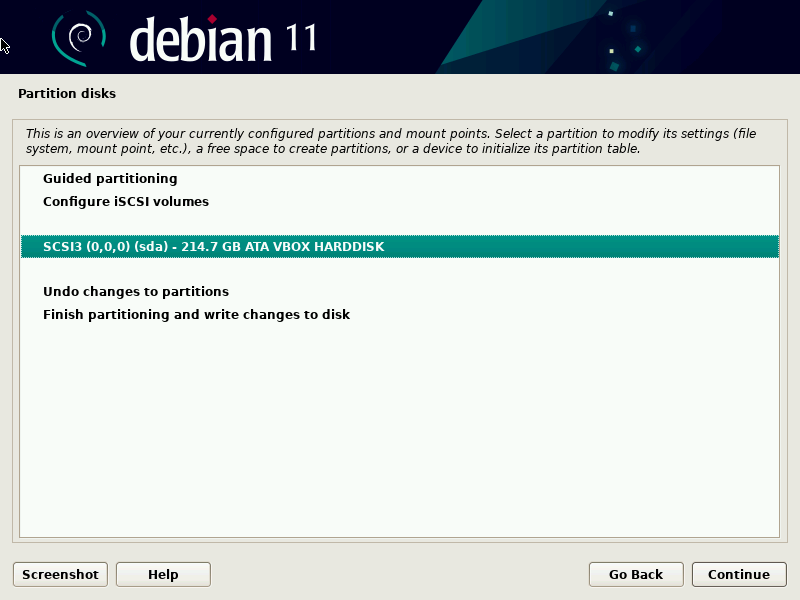 debian 11
Partition disks
This is an overview of your currently configured partitions and mount points. Select a partition to modify its settings (file
system, mount point, etc.), a free space to create partitions, or a device to initialize its partition table.
Guided partitioning
Configure iSCSI volumes
SCSI3 (0,0,0) (sda) - 214.7 GB ATA VBOX HARDDISK
Undo changes to partitions
Finish partitioning and write changes to disk
Screenshot Help Go Back Continue